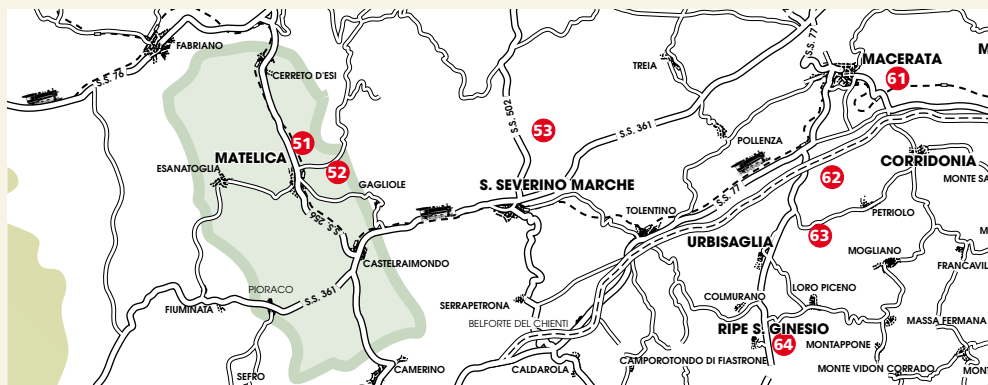 FABRIANO
S.S. 76
CERRETO D'ESI
MATELICA
51
52
ESANATOGLIA
GAGLIOLE
S.S. 256
CASTELRAIMONDO
PIORACO
S.S. 361
FIUMINATA
SEFRO
CAMERINO
S.S. 502
53
S.S. 361
TREIA
S.S. 77
MACERATA
61
M
POLLENZA
S. SEVERINO MARCHE
TOLENTINO
S.S. 77
62
CORRIDONIA
MONTE SA
PETRIOLO
63
URBISAGLIA
MOGLIANO
M
FRANCAVIL
SERRAPETRONA
BELFORTE DEL CHIENTI
COLMURANO
LORO PICENO
RIPE S. GINESIO
64
MASSA FERMANA
MONTAPPONE
CALDAROLA
CAMPOROTONDO DI FIASTRONE
MONTE VIDON CORRADO
MONT